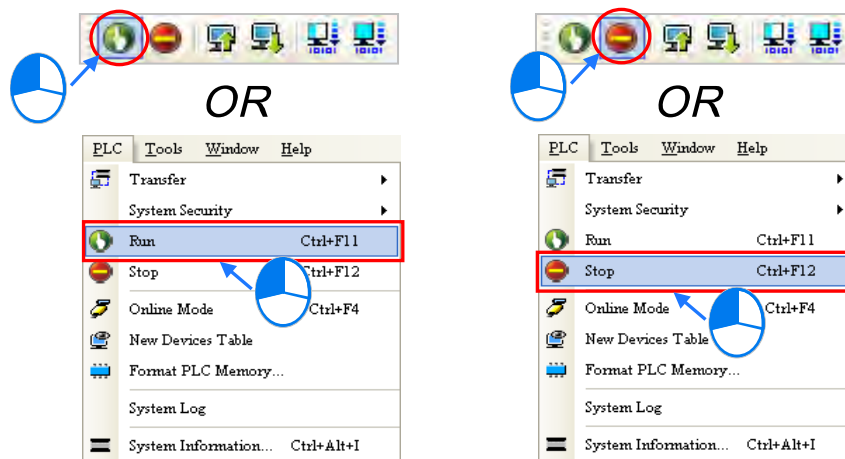 OR
PLC Tools Window Help
Transfer
System Security
Run Ctrl+F11
Stop Ctrl+F12
Online Mode Ctrl+F4
New Devices Table
Format PLC Memory...
System Log
System Information... Ctrl+Alt+I
OR
PLC Tools Window Help
Transfer
System Security
Run Ctrl+F11
Stop Ctrl+F12
Online Mode Ctrl+F4
New Devices Table
Format PLC Memory...
System Log
System Information... Ctrl+Alt+I